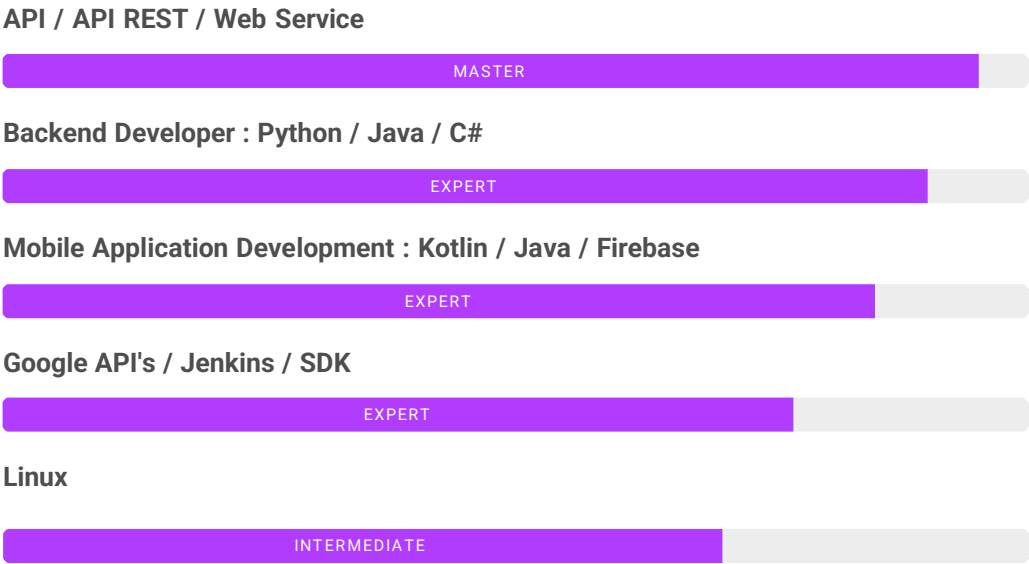 API / API REST / Web Service
MASTER
Backend Developer : Python / Java / C#
EXPERT
Mobile Application Development : Kotlin / Java / Firebase
EXPERT
Google API's / Jenkins / SDK
EXPERT
Linux
INTERMEDIATE